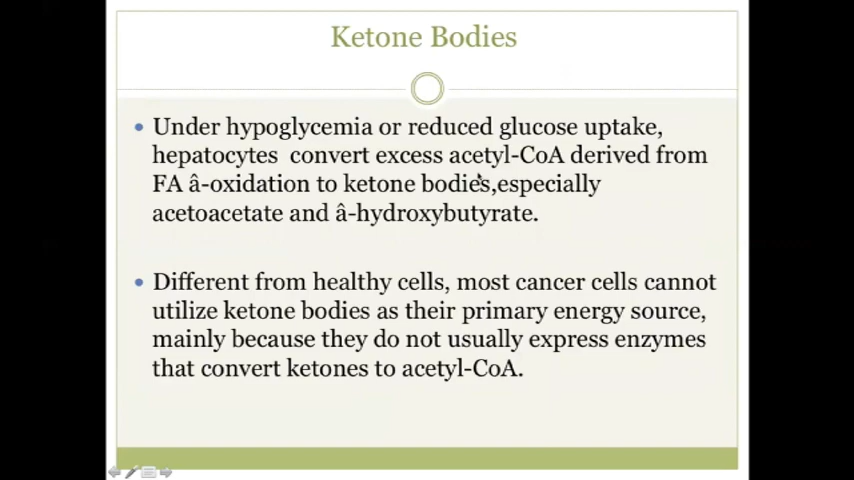 Ketone Bodies
Under hypoglycemia or reduced glucose uptake,
hepatocytes convert excess acetyl-CoA derived from
FA â-oxidation to ketone bodies,especially
acetoacetate and â-hydroxybutyrate.
Different from healthy cells, most cancer cells cannot
utilize ketone bodies as their primary energy source,
mainly because they do not usually express enzymes
that convert ketones to acetyl-CoA.